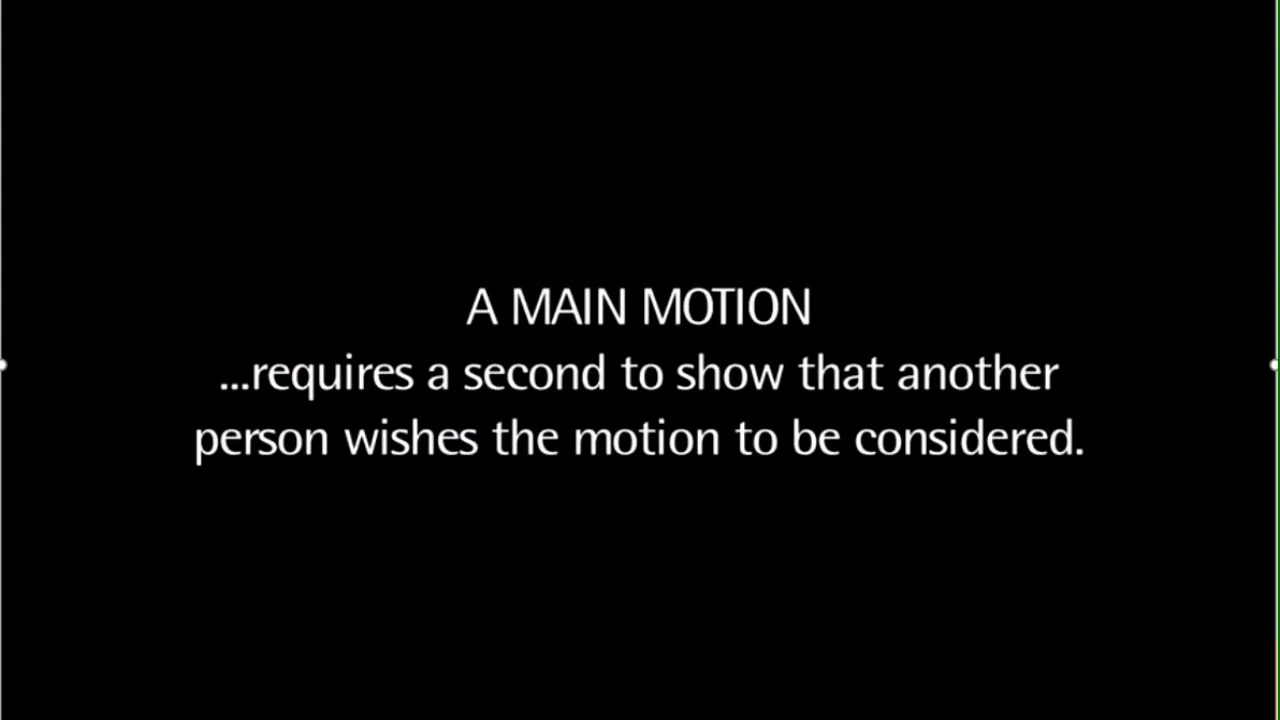 A MAIN MOTION
...requires a second to show that another
person wishes the motion to be considered.